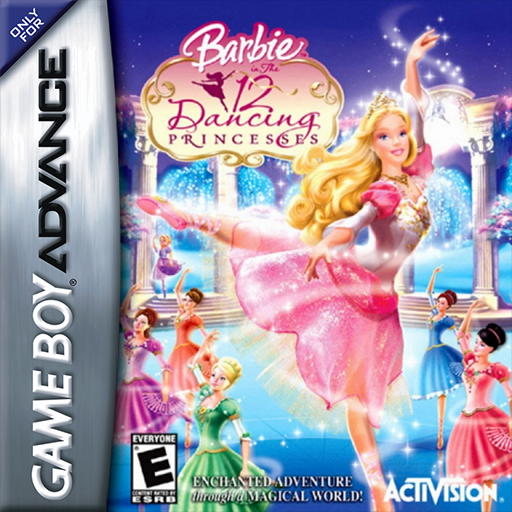 ONLY
FOR
GAME BOY ADVANCE
Barbie
in The
12
Dancing
PRINCESSES
EVERYONE
E
CONTENT RATED BY
ESRB
ENCHANTED ADVENTURE
through a MAGICAL WORLD!
ACTIVISION